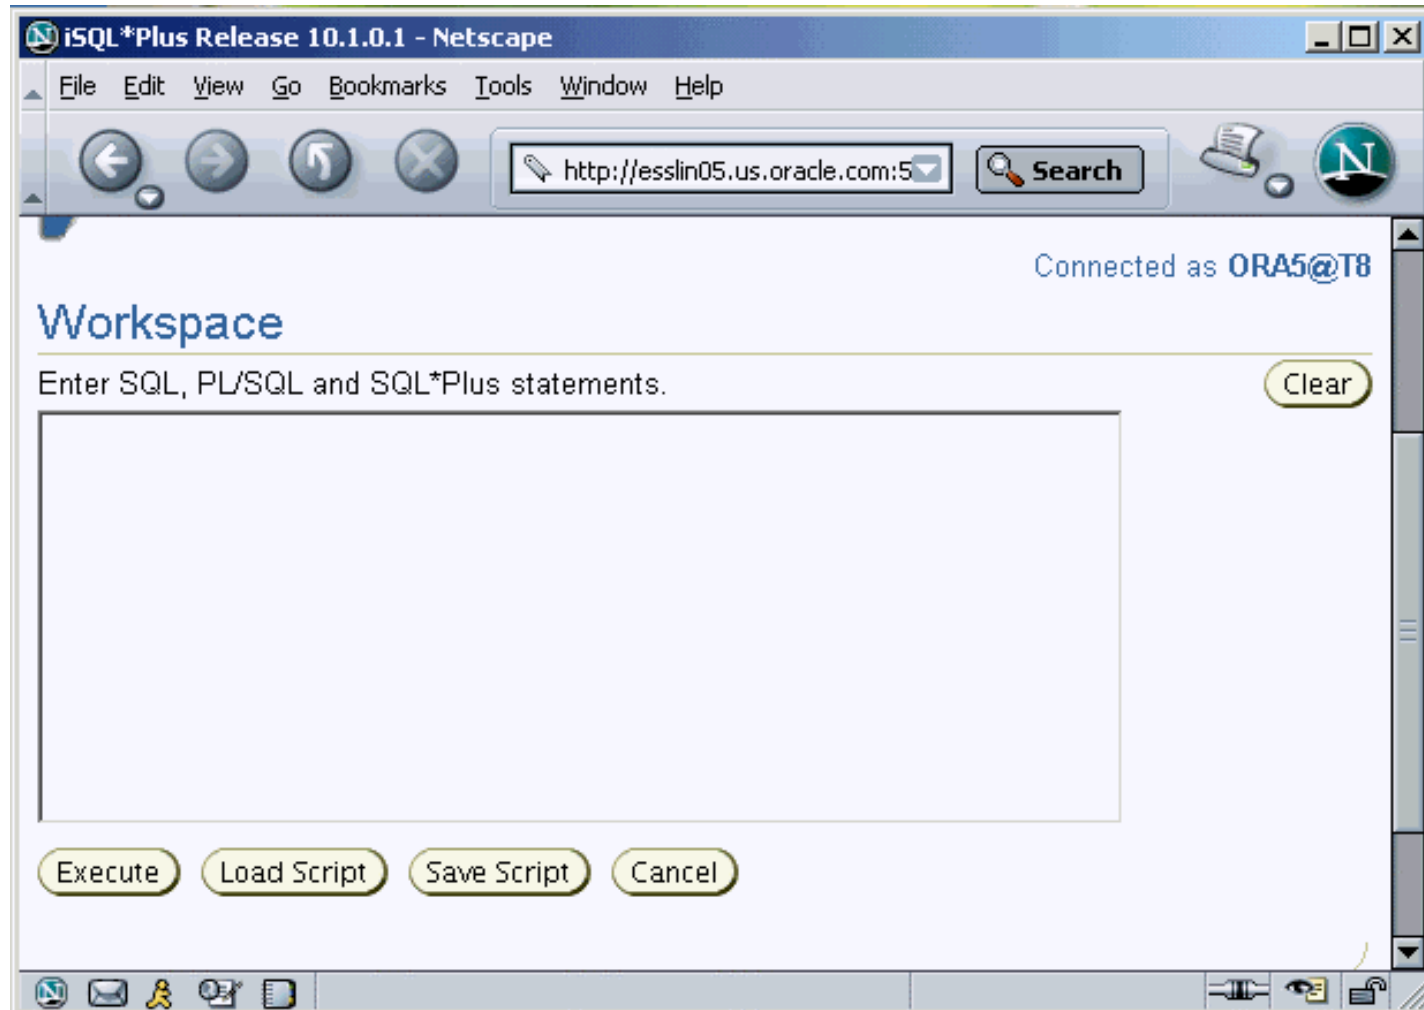 iSQL*Plus Release 10.1.0.1 - Netscape
File Edit View Go Bookmarks Tools Window Help
http://esslin05.us.oracle.com:5 Search N
Connected as ORA5@T8
Workspace
Enter SQL, PL/SQL and SQL*Plus statements. Clear
Execute Load Script Save Script Cancel